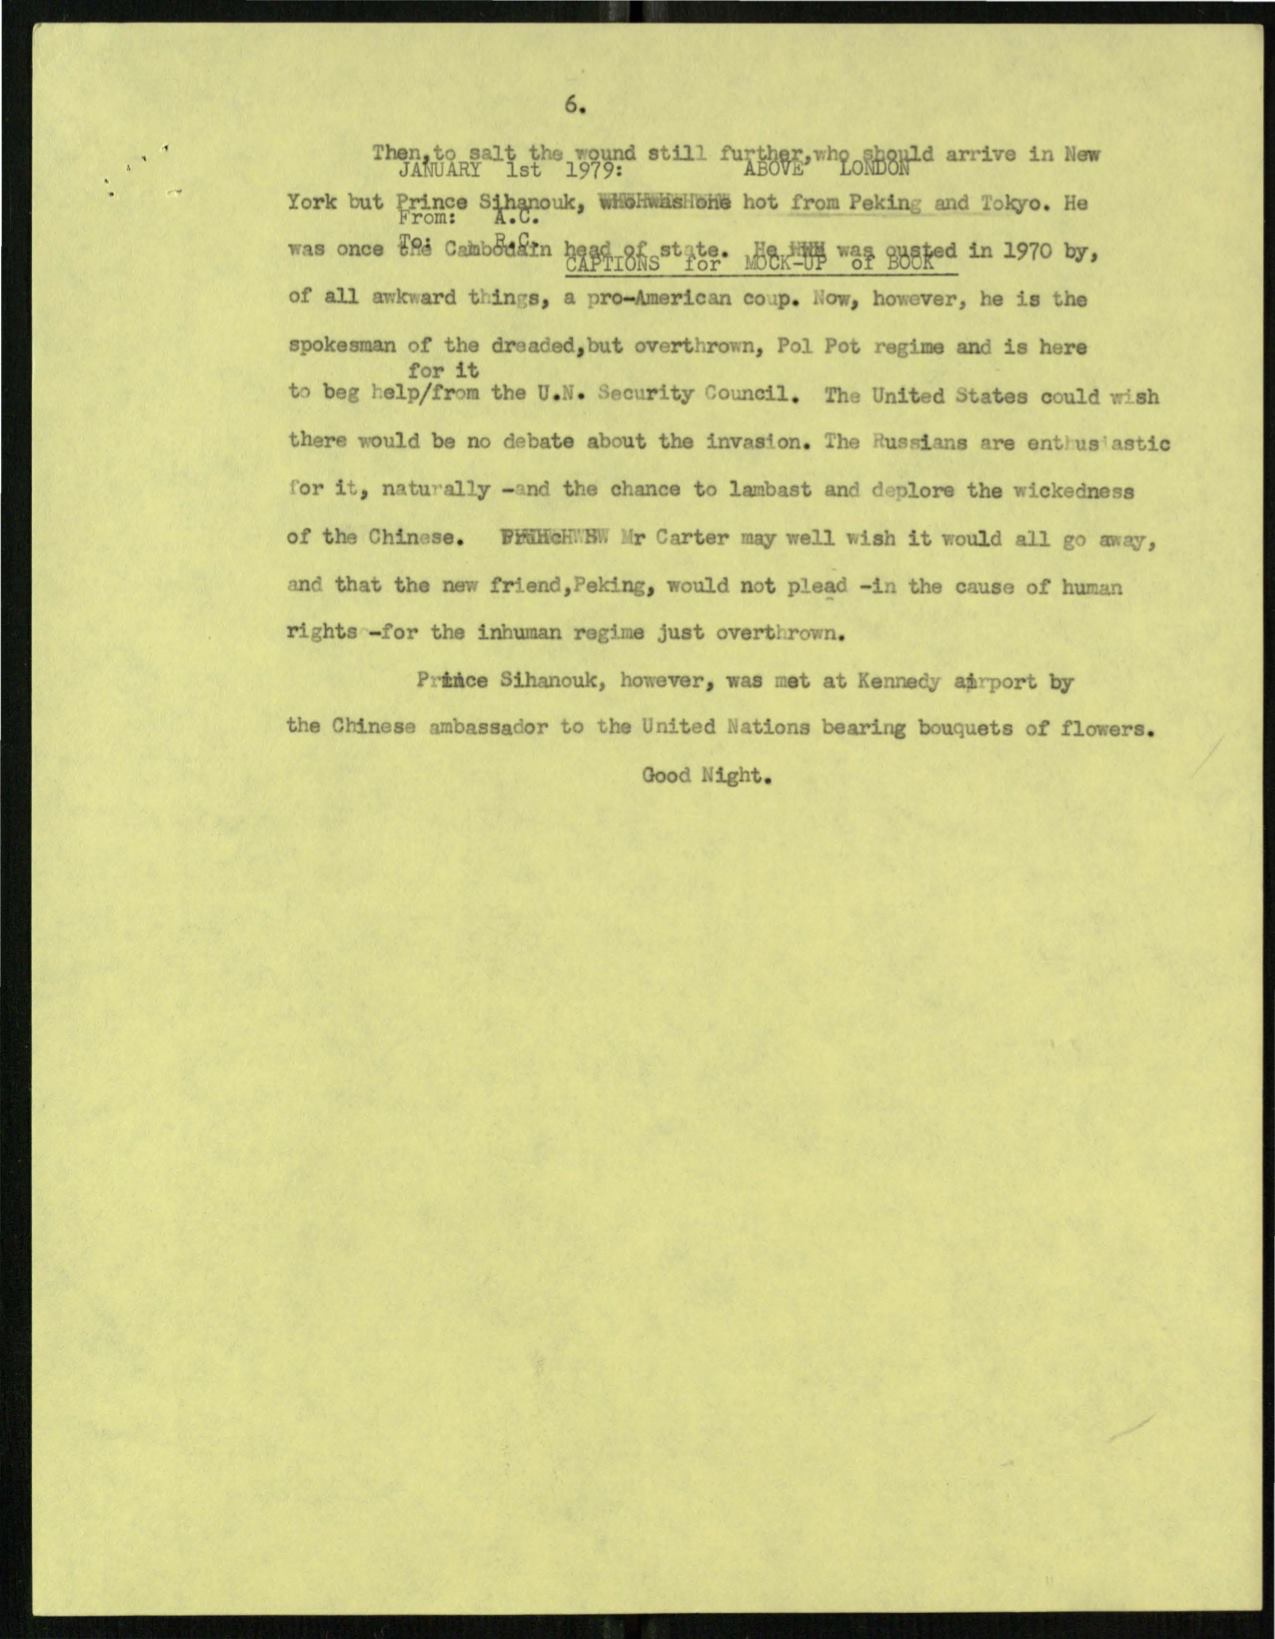 6.
Then,to salt the wound still further,who should arrive in New
JANUARY 1st 1979: ABOVE LONDON
York but Prince Sihanouk, hot from Peking and Tokyo. He
From: A.C.
was once the Cambodain head of state. He was ousted in 1970 by,
To: R.C.
CAPTIONS for MOCK-UP of BOOK
of all awkward things, a pro-American coup. Now, however, he is the
spokesman of the dreaded,but overthrown, Pol Pot regime and is here
for it
to beg help/from the U.N. Security Council. The United States could wish
there would be no debate about the invasion. The Russians are enthusiastic
for it, naturally -and the chance to lambast and deplore the wickedness
of the Chinese. Mr Carter may well wish it would all go away,
and that the new friend,Peking, would not plead -in the cause of human
rights -for the inhuman regime just overthrown.
Prince Sihanouk, however, was met at Kennedy airport by
the Chinese ambassador to the United Nations bearing bouquets of flowers.
Good Night.